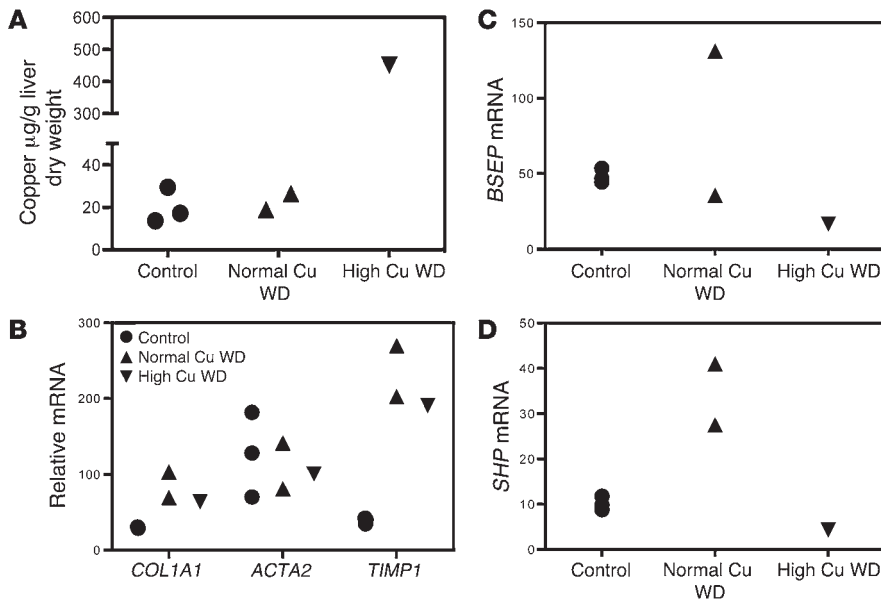 A
Copper μg/g liver
dry weight
600
500
400
300
40
20
0
Control
Normal Cu
WD
High Cu WD
B
Relative mRNA
300
200
100
0
Control
Normal Cu WD
High Cu WD
COL1A1
ACTA2
TIMP1
C
BSEP mRNA
150
100
50
0
Control
Normal Cu
WD
High Cu WD
D
SHP mRNA
50
40
30
20
10
0
Control
Normal Cu
WD
High Cu WD